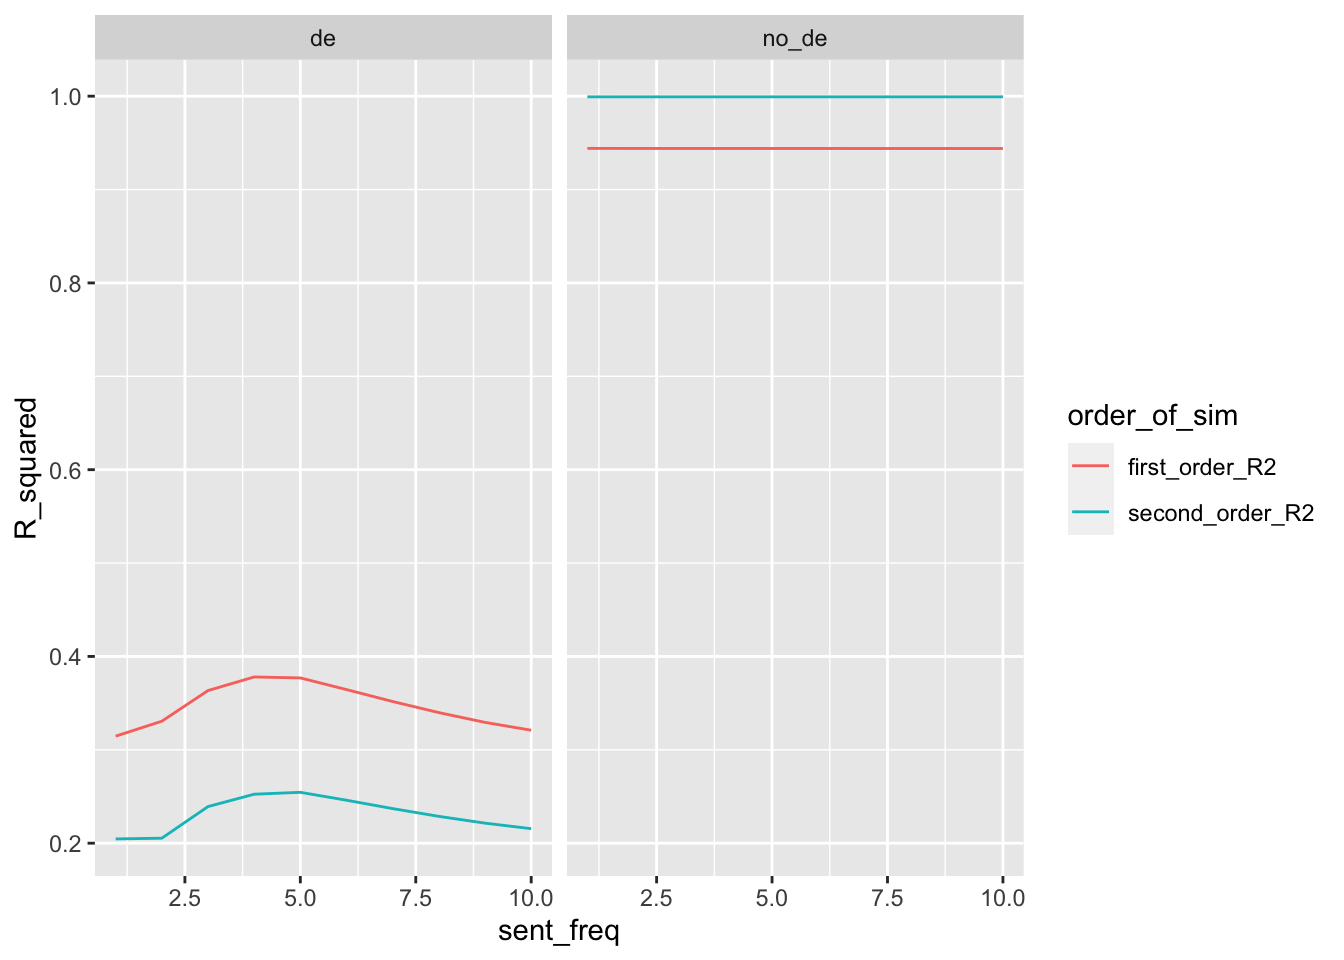 de
no_de
1.0
0.8
0.6
0.4
0.2
R_squared
2.5 5.0 7.5 10.0
2.5 5.0 7.5 10.0
sent_freq
order_of_sim
first_order_R2
second_order_R2